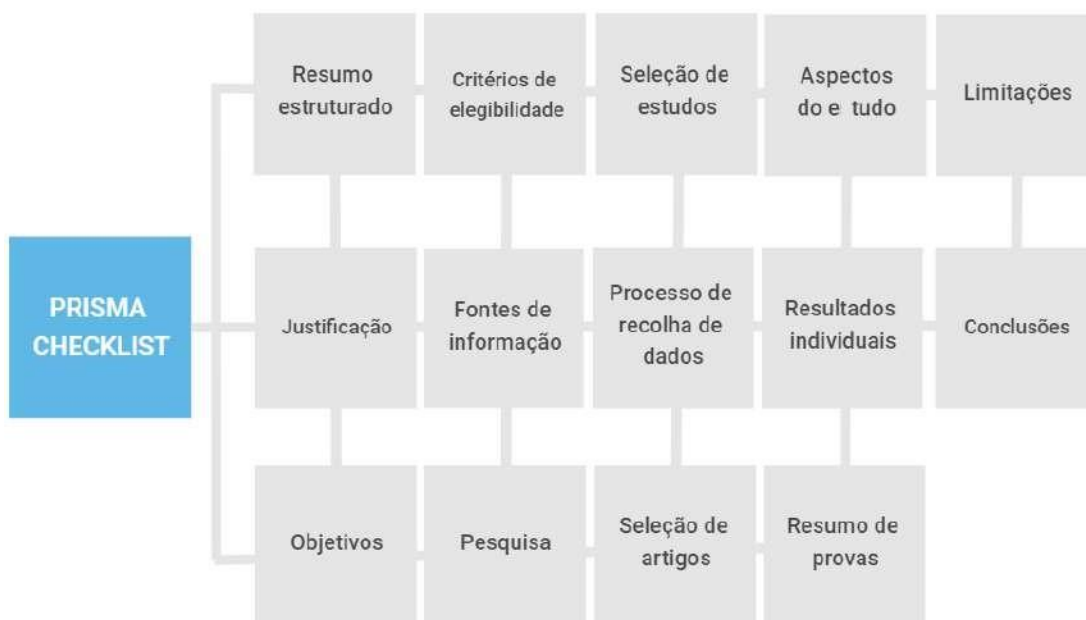 PRISMA
CHECKLIST
Resumo
estruturado
Critérios de
elegibilidade
Seleção de
estudos
Aspectos
do e tudo
Limitações
Justificação
Fontes de
informação
Processo de
recolha de
dados
Resultados
individuais
Conclusões
Objetivos
Pesquisa
Seleção de
artigos
Resumo de
provas